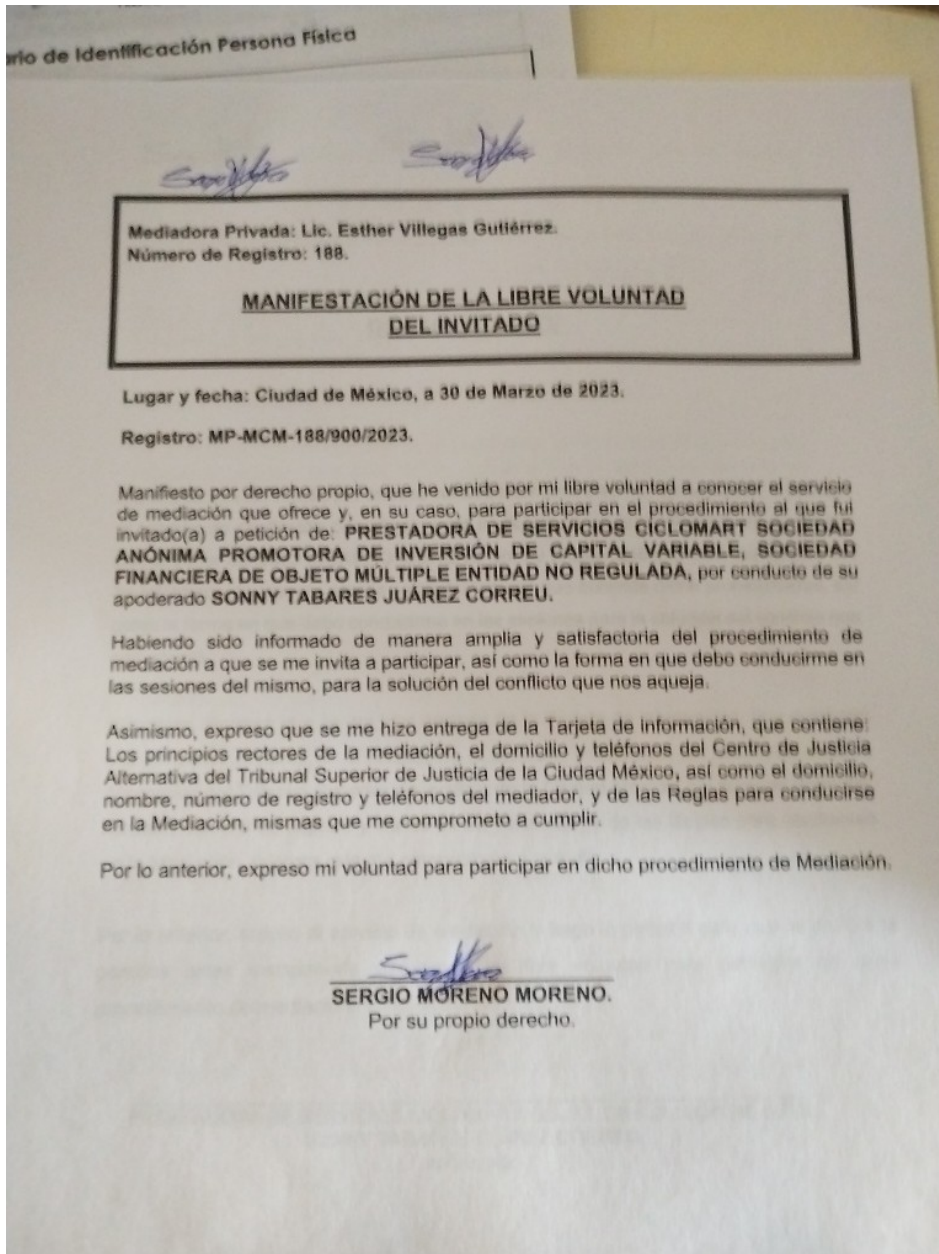 rio de Identificación Persona Física
Mediadora Privada: Lic. Esther Villegas Gutiérrez.
Número de Registro: 188.
MANIFESTACIÓN DE LA LIBRE VOLUNTAD
DEL INVITADO
Lugar y fecha: Ciudad de México, a 30 de Marzo de 2023.
Registro: MP-MCM-188/900/2023.
Manifiesto por derecho propio, que he venido por mi libre voluntad a conocer el servicio
de mediación que ofrece y, en su caso, para participar en el procedimiento al que fui
invitado(a) a petición de: PRESTADORA DE SERVICIOS CICLOMART SOCIEDAD
ANÓNIMA PROMOTORA DE INVERSIÓN DE CAPITAL VARIABLE, SOCIEDAD
FINANCIERA DE OBJETO MÚLTIPLE ENTIDAD NO REGULADA, por conducto de su
apoderado SONNY TABARES JUÁREZ CORREU.
Habiendo sido informado de manera amplia y satisfactoria del procedimiento de
mediación a que se me invita a participar, así como la forma en que debo conducirme en
las sesiones del mismo, para la solución del conflicto que nos aqueja.
Asimismo, expreso que se me hizo entrega de la Tarjeta de información, que contiene:
Los principios rectores de la mediación, el domicilio y teléfonos del Centro de Justicia
Alternativa del Tribunal Superior de Justicia de la Ciudad México, así como el domicilio,
nombre, número de registro y teléfonos del mediador, y de las Reglas para conducirse
en la Mediación, mismas que me comprometo a cumplir.
Por lo anterior, expreso mi voluntad para participar en dicho procedimiento de Mediación.
SERGIO MORENO MORENO.
Por su propio derecho.